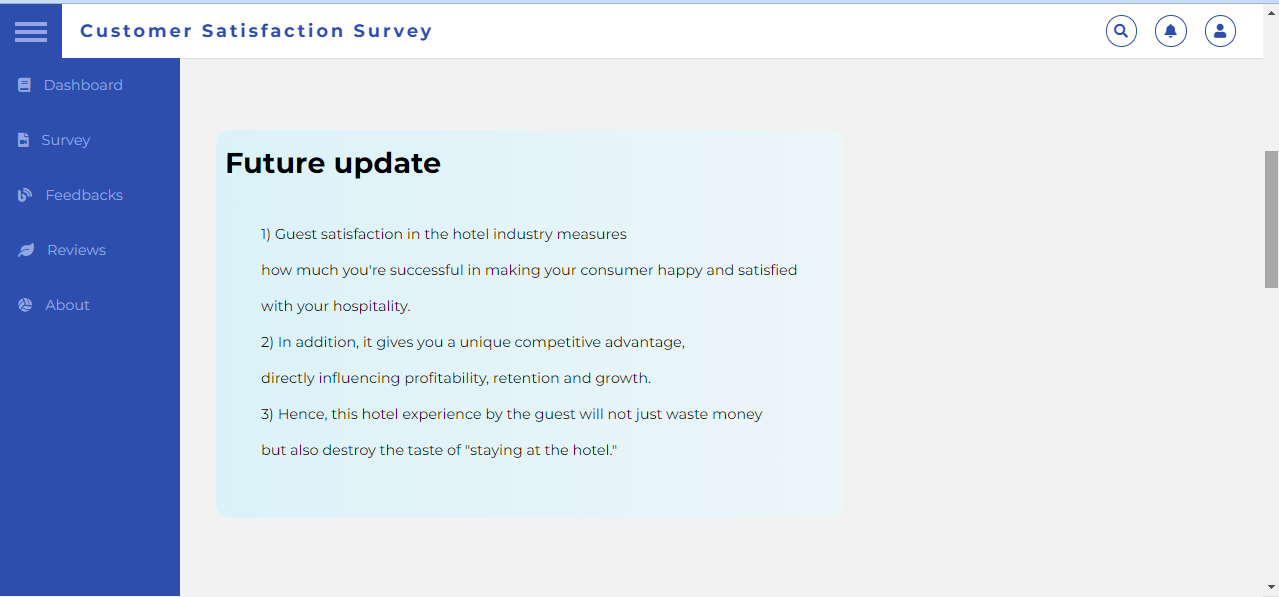 Customer Satisfaction Survey
Dashboard
Survey
Feedbacks
Reviews
About
Future update
1) Guest satisfaction in the hotel industry measures
how much you're successful in making your consumer happy and satisfied
with your hospitality.
2) In addition, it gives you a unique competitive advantage,
directly influencing profitability, retention and growth.
3) Hence, this hotel experience by the guest will not just waste money
but also destroy the taste of "staying at the hotel."